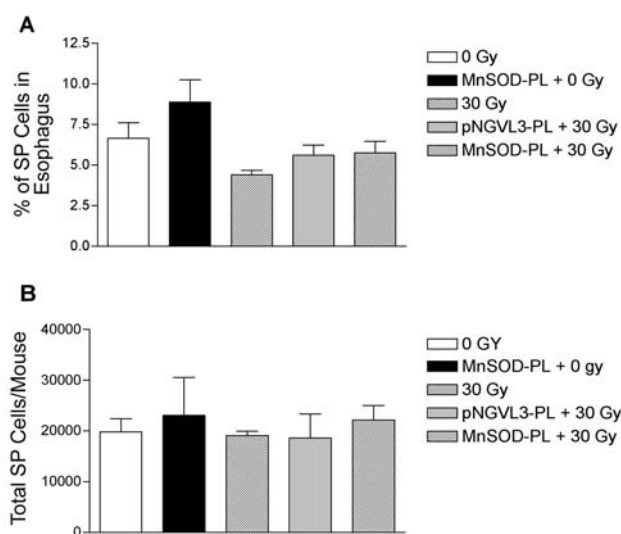 A
% of SP Cells in
Esophagus
12.5
10.0
7.5
5.0
2.5
0.0
0 Gy
MnSOD-PL + 0 Gy
30 Gy
pNGVL3-PL + 30 Gy
MnSOD-PL + 30 Gy
B
Total SP Cells/Mouse
40000
30000
20000
10000
0
0 GY
MnSOD-PL + 0 gy
30 Gy
pNGVL3-PL + 30 Gy
MnSOD-PL + 30 Gy